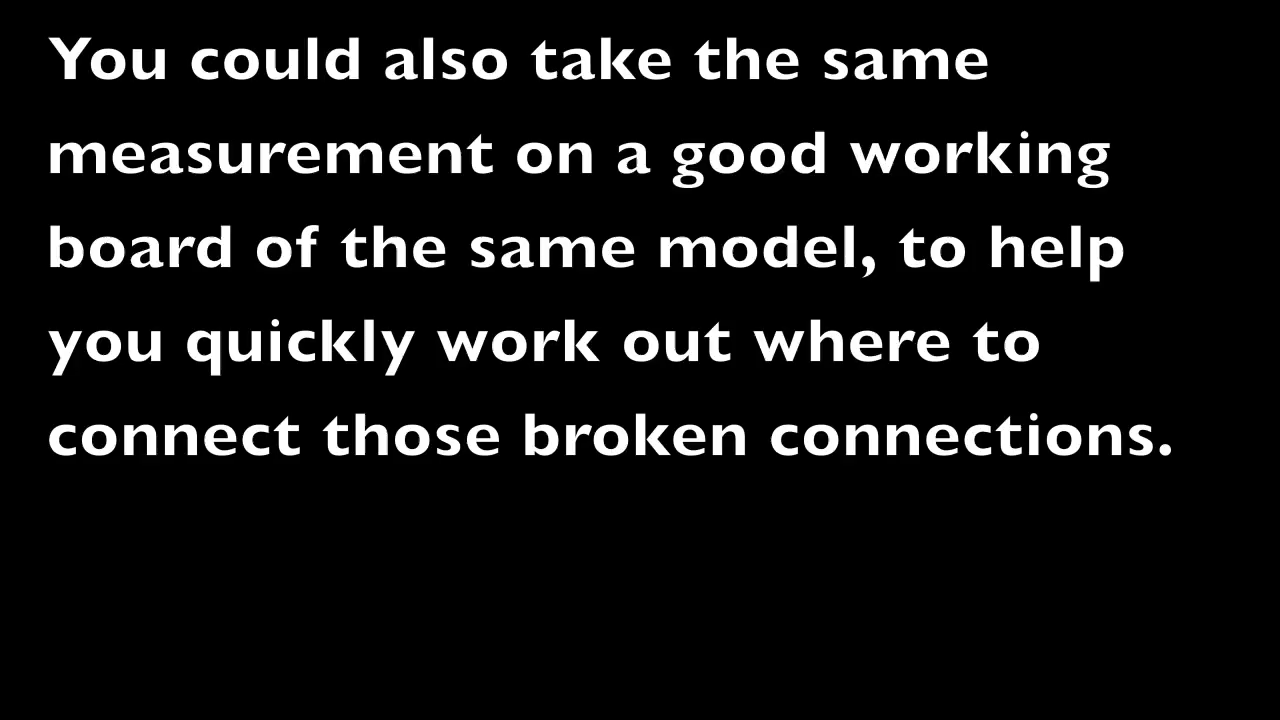 You could also take the same
measurement on a good working
board of the same model, to help
you quickly work out where to
connect those broken connections.